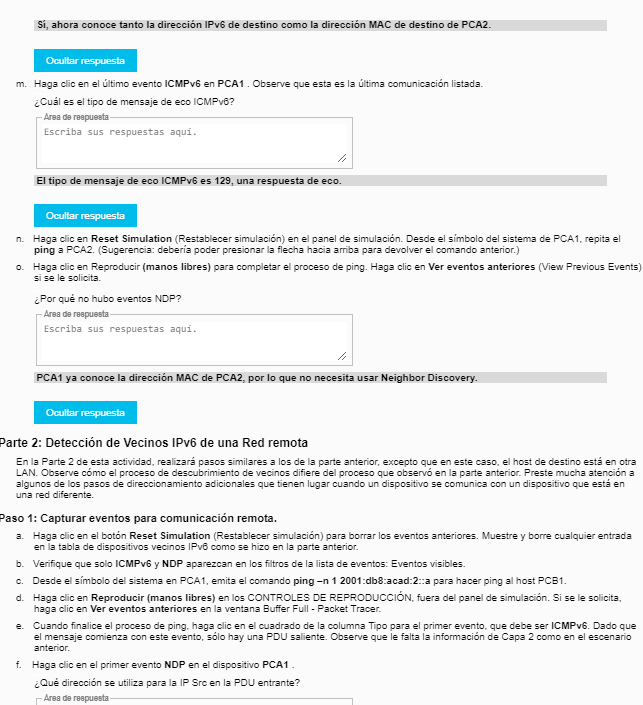 Sí, ahora conoce tanto la dirección IPv6 de destino como la dirección MAC de destino de PCA2.
Ocultar respuesta
m. Haga clic en el último evento ICMPv6 en PCA1 . Observe que esta es la última comunicación listada.
¿Cuál es el tipo de mensaje de eco ICMPv6?
Área de respuesta
Escriba sus respuestas aquí.
El tipo de mensaje de eco ICMPv6 es 129, una respuesta de eco.
Ocultar respuesta
n. Haga clic en Reset Simulation (Restablecer simulación) en el panel de simulación. Desde el símbolo del sistema de PCA1, repita el
ping a PCA2. (Sugerencia: debería poder presionar la flecha hacia arriba para devolver el comando anterior.)
o. Haga clic en Reproducir (manos libres) para completar el proceso de ping. Haga clic en Ver eventos anteriores (View Previous Events)
si se le solicita.
¿Por qué no hubo eventos NDP?
Área de respuesta
Escriba sus respuestas aquí.
PCA1 ya conoce la dirección MAC de PCA2, por lo que no necesita usar Neighbor Discovery.
Ocultar respuesta
Parte 2: Detección de Vecinos IPv6 de una Red remota
En la Parte 2 de esta actividad, realizará pasos similares a los de la parte anterior, excepto que en este caso, el host de destino está en otra
LAN. Observe cómo el proceso de descubrimiento de vecinos difiere del proceso que observó en la parte anterior. Preste mucha atención a
algunos de los pasos de direccionamiento adicionales que tienen lugar cuando un dispositivo se comunica con un dispositivo que está en
una red diferente.
Paso 1: Capturar eventos para comunicación remota.
a. Haga clic en el botón Reset Simulation (Restablecer simulación) para borrar los eventos anteriores. Muestre y borre cualquier entrada
en la tabla de dispositivos vecinos IPv6 como se hizo en la parte anterior.
b. Verifique que solo ICMPv6 y NDP aparezcan en los filtros de la lista de eventos: Eventos visibles.
c. Desde el símbolo del sistema en PCA1, emita el comando ping –n 1 2001:db8:acad:2::a para hacer ping al host PCB1.
d. Haga clic en Reproducir (manos libres) en los CONTROLES DE REPRODUCCIÓN, fuera del panel de simulación. Si se le solicita,
haga clic en Ver eventos anteriores en la ventana Buffer Full - Packet Tracer.
e. Cuando finalice el proceso de ping, haga clic en el cuadrado de la columna Tipo para el primer evento, que debe ser ICMPv6. Dado que
el mensaje comienza con este evento, sólo hay una PDU saliente. Observe que le falta la información de Capa 2 como en el escenario
anterior.
f. Haga clic en el primer evento NDP en el dispositivo PCA1 .
¿Qué dirección se utiliza para la IP Src en la PDU entrante?
Área de respuesta